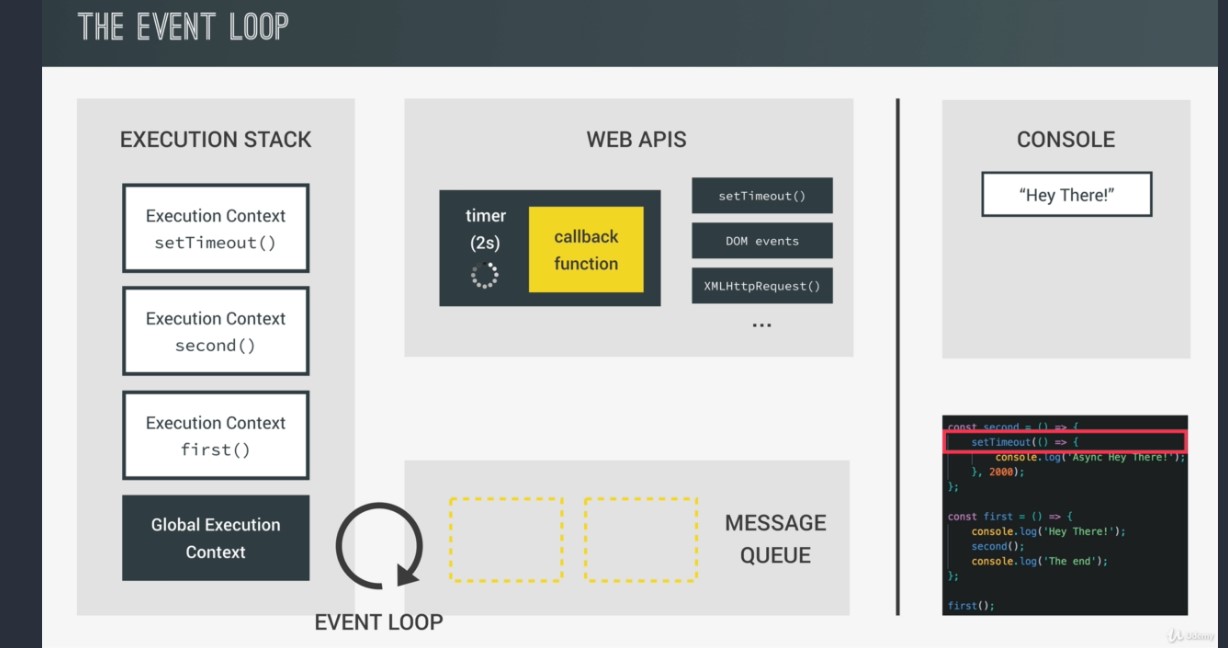 THE EVENT LOOP
EXECUTION STACK
Execution Context
setTimeout()
Execution Context
second()
Execution Context
first()
Global Execution
Context
WEB APIS
timer
(2s)
callback
function
setTimeout()
DOM events
XMLHttpRequest()
...
EVENT LOOP
MESSAGE
QUEUE
CONSOLE
“Hey There!”
const second = () => {
setTimeout(() => {
console.log('Async Hey There!');
}, 2000);
};
const first = () => {
console.log('Hey There!');
second();
console.log('The end');
};
first();
Udemy